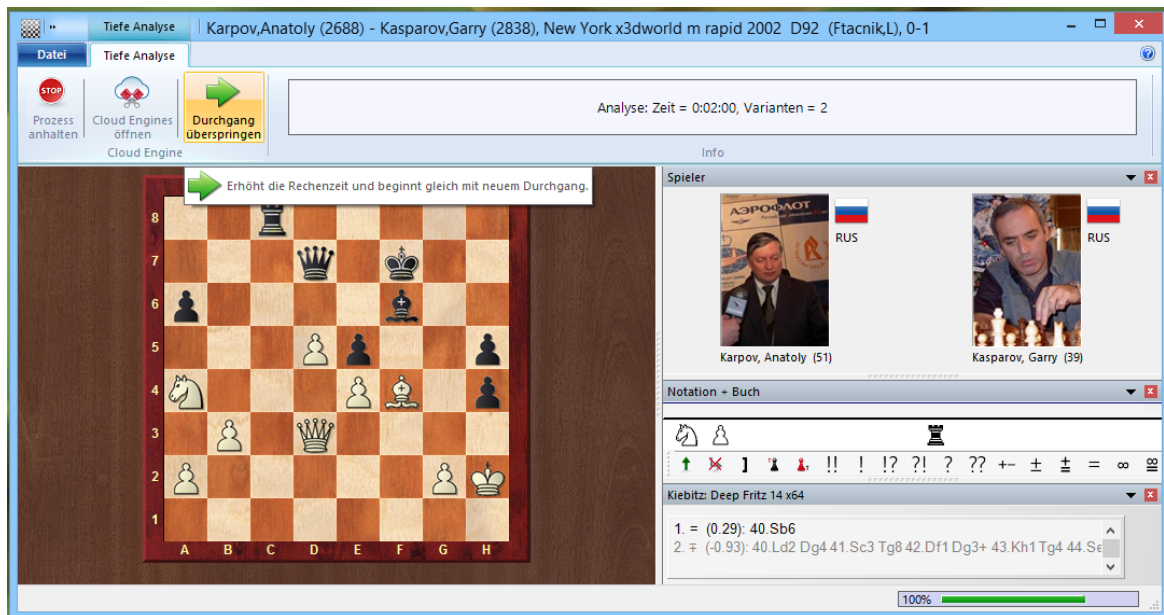 Tiefe Analyse
Karpov,Anatoly (2688) - Kasparov,Garry (2838), New York x3dworld m rapid 2002 D92 (Ftacnik,L), 0-1
Datei
Tiefe Analyse
STOP
Prozess anhalten
Cloud Engines öffnen
Durchgang überspringen
Analyse: Zeit = 0:02:00, Varianten = 2
Cloud Engine
Info
Erhöht die Rechenzeit und beginnt gleich mit neuem Durchgang.
8
7
6
5
4
3
2
1
A B C D E F G H
Spieler
АЭРОФЛОТ
RUS
RUS
Karpov, Anatoly (51)
Kasparov, Garry (39)
Notation + Buch
] !! ! !? ?! ? ?? +- ± ⩲ = ∞ ⯹
Kiebitz: Deep Fritz 14 x64
1. = (0.29): 40.Sb6
2. ∓ (-0.93): 40.Ld2 Dg4 41.Sc3 Tg8 42.Df1 Dg3+ 43.Kh1 Tg4 44.Se
100%